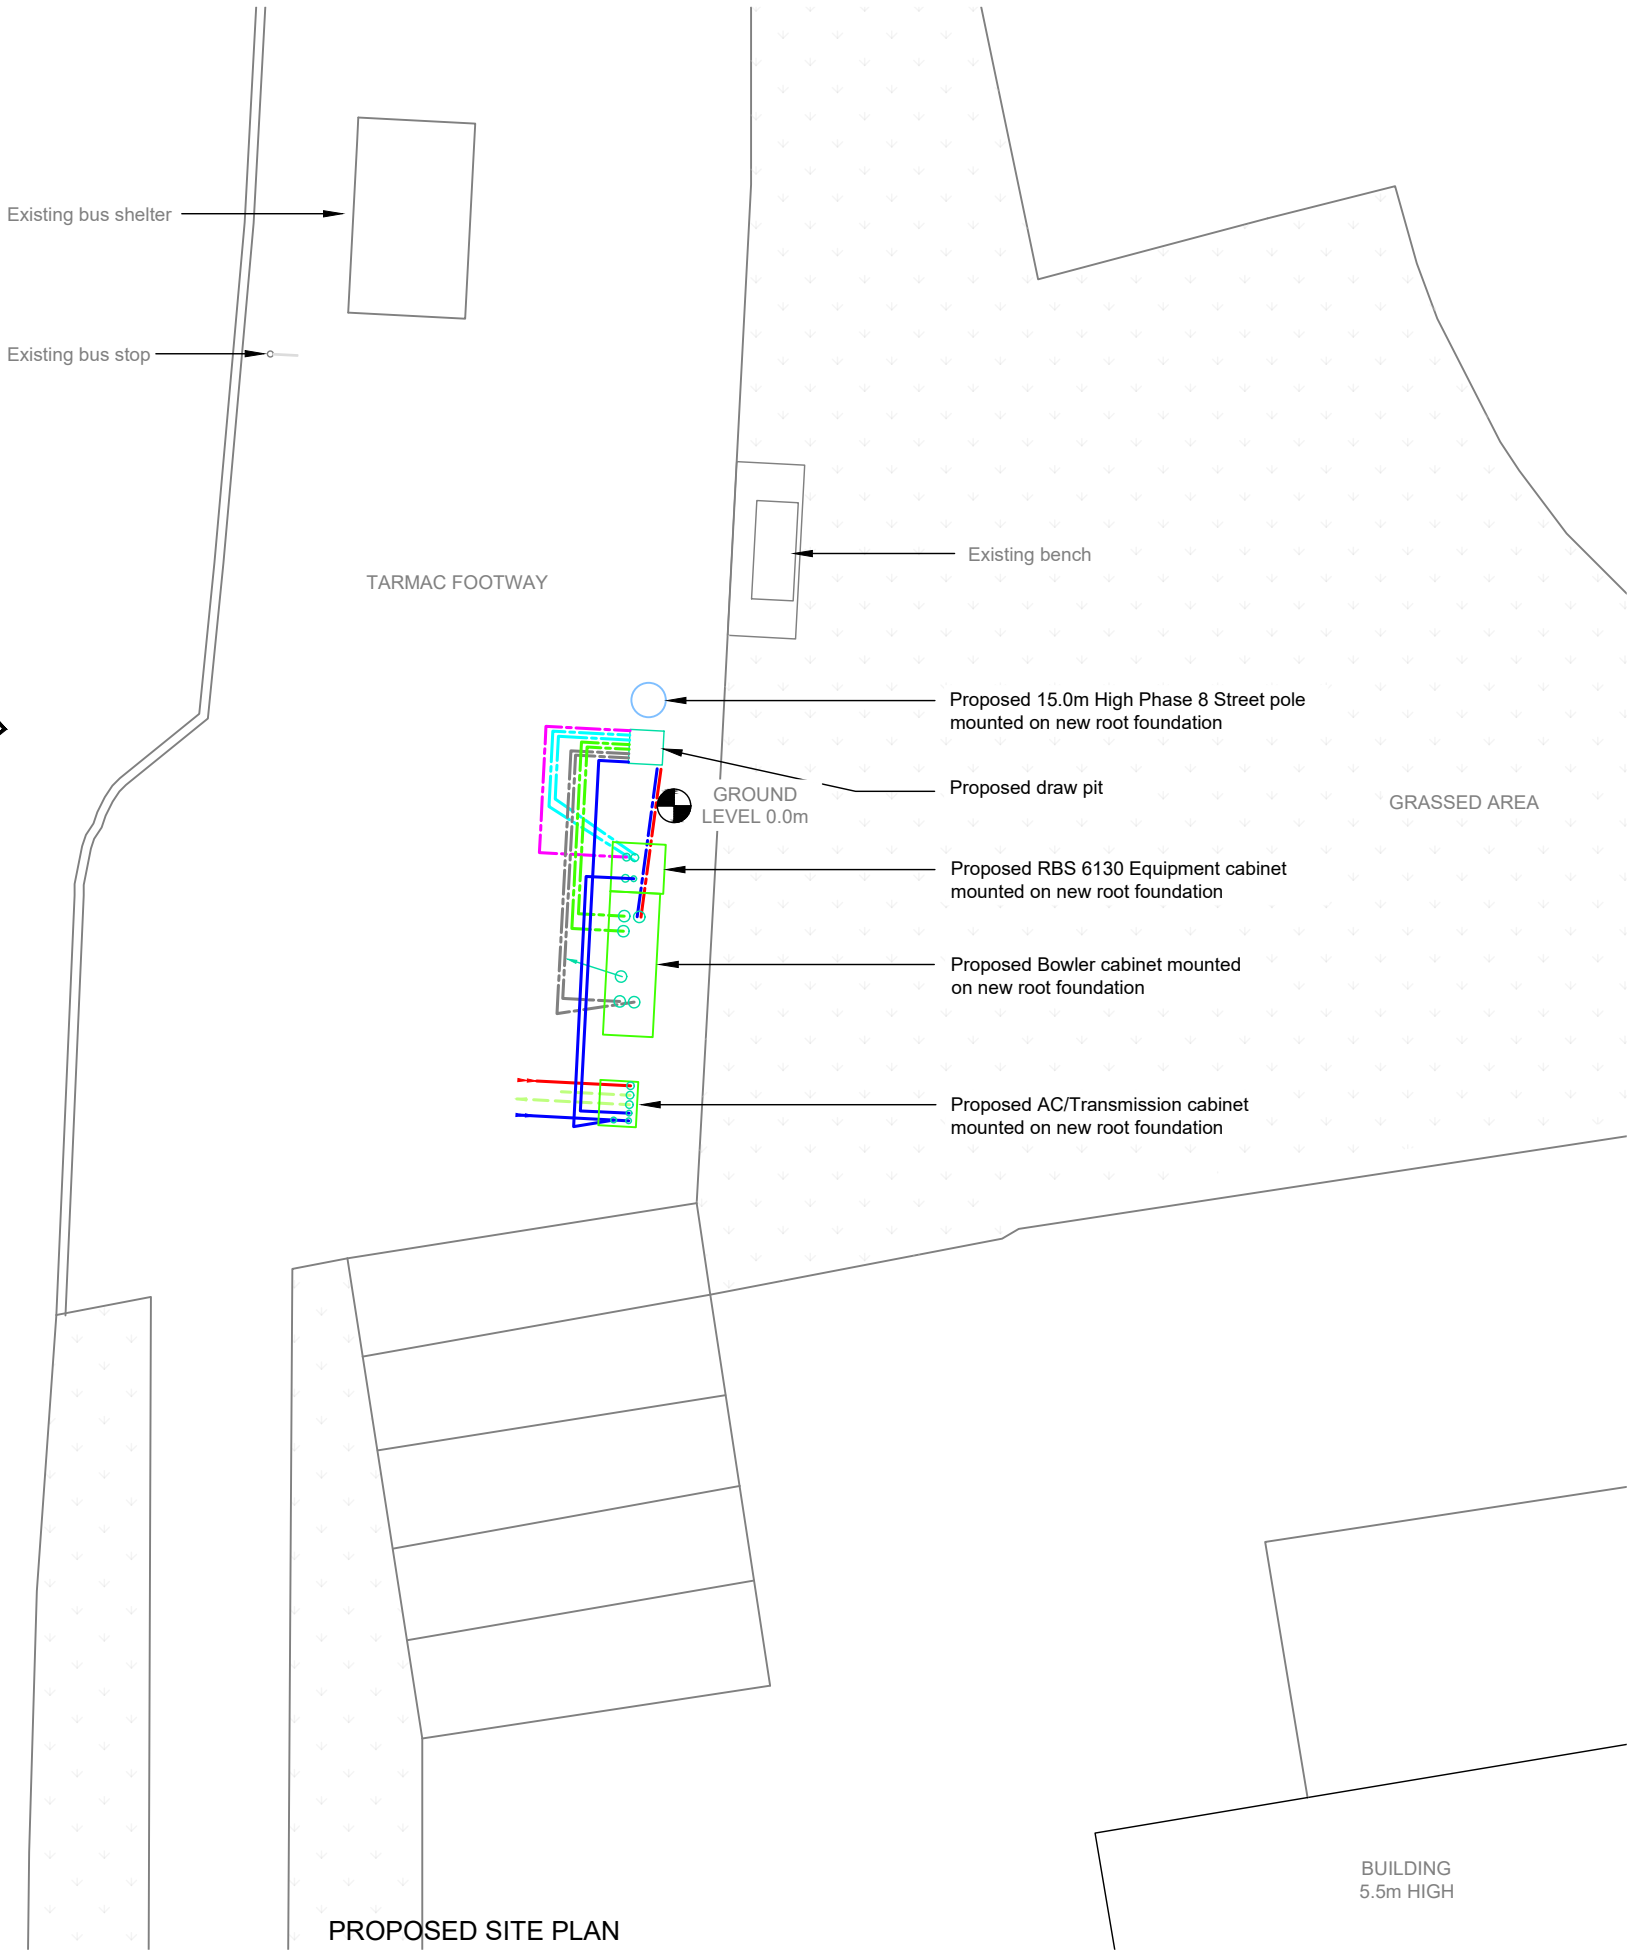 Existing bus shelter
Existing bus stop
Existing bench
TARMAC FOOTWAY
Proposed 15.0m High Phase 8 Street pole
mounted on new root foundation
Proposed draw pit
GROUND
LEVEL 0.0m
GRASSED AREA
Proposed RBS 6130 Equipment cabinet
mounted on new root foundation
Proposed Bowler cabinet mounted
on new root foundation
Proposed AC/Transmission cabinet
mounted on new root foundation
BUILDING
5.5m HIGH
PROPOSED SITE PLAN